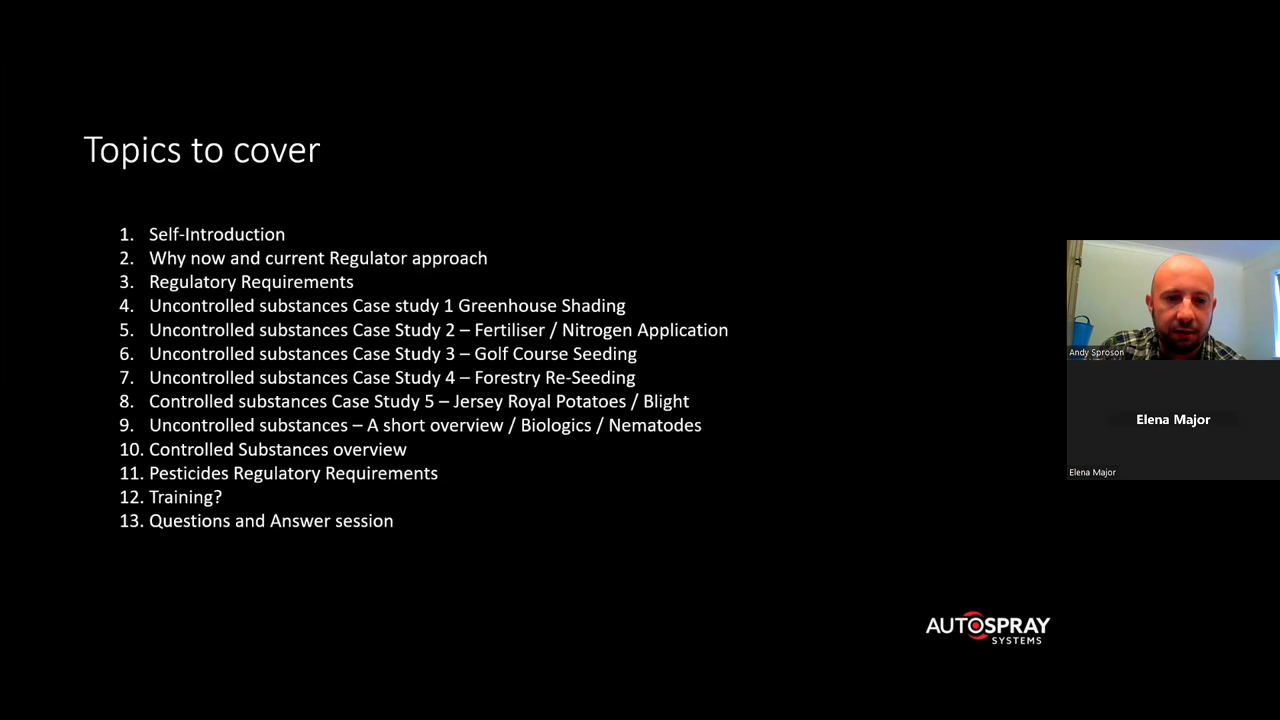 Topics to cover
1. Self-Introduction
2. Why now and current Regulator approach
3. Regulatory Requirements
4. Uncontrolled substances Case study 1 Greenhouse Shading
5. Uncontrolled substances Case Study 2 – Fertiliser / Nitrogen Application
6. Uncontrolled substances Case Study 3 – Golf Course Seeding
7. Uncontrolled substances Case Study 4 – Forestry Re-Seeding
8. Controlled substances Case Study 5 – Jersey Royal Potatoes / Blight
9. Uncontrolled substances – A short overview / Biologics / Nematodes
10. Controlled Substances overview
11. Pesticides Regulatory Requirements
12. Training?
13. Questions and Answer session
Andy Sproson
Elena Major
Elena Major
AUTOSPRAY
SYSTEMS